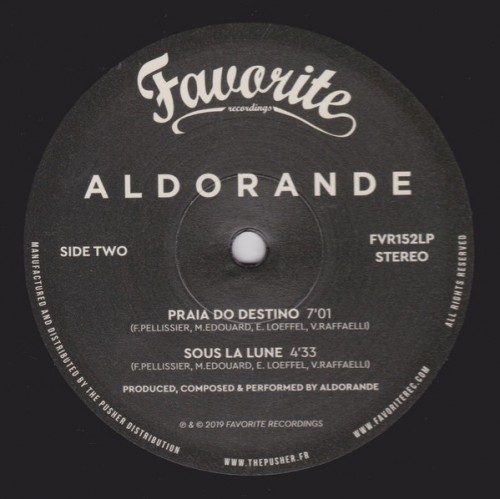 Favorite
recordings
ALDORANDE
SIDE TWO
FVR152LP
STEREO
PRAIA DO DESTINO 7'01
(F.PELLISSIER, M.EDOUARD, E. LOEFFEL, V.RAFFAELLI)
SOUS LA LUNE 4'33
(F.PELLISSIER, M.EDOUARD, E. LOEFFEL, V.RAFFAELLI)
PRODUCED, COMPOSED & PERFORMED BY ALDORANDE
℗ & © 2019 FAVORITE RECORDINGS
MANUFACTURED AND DISTRIBUTED BY THE PUSHER DISTRIBUTION
WWW.THEPUSHER.FR
WWW.FAVORITEREC.COM
ALL RIGHTS RESERVED